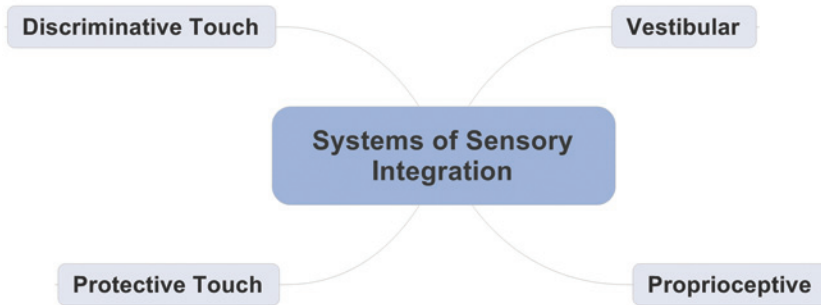 Discriminative Touch
Vestibular
Systems of Sensory
Integration
Protective Touch
Proprioceptive